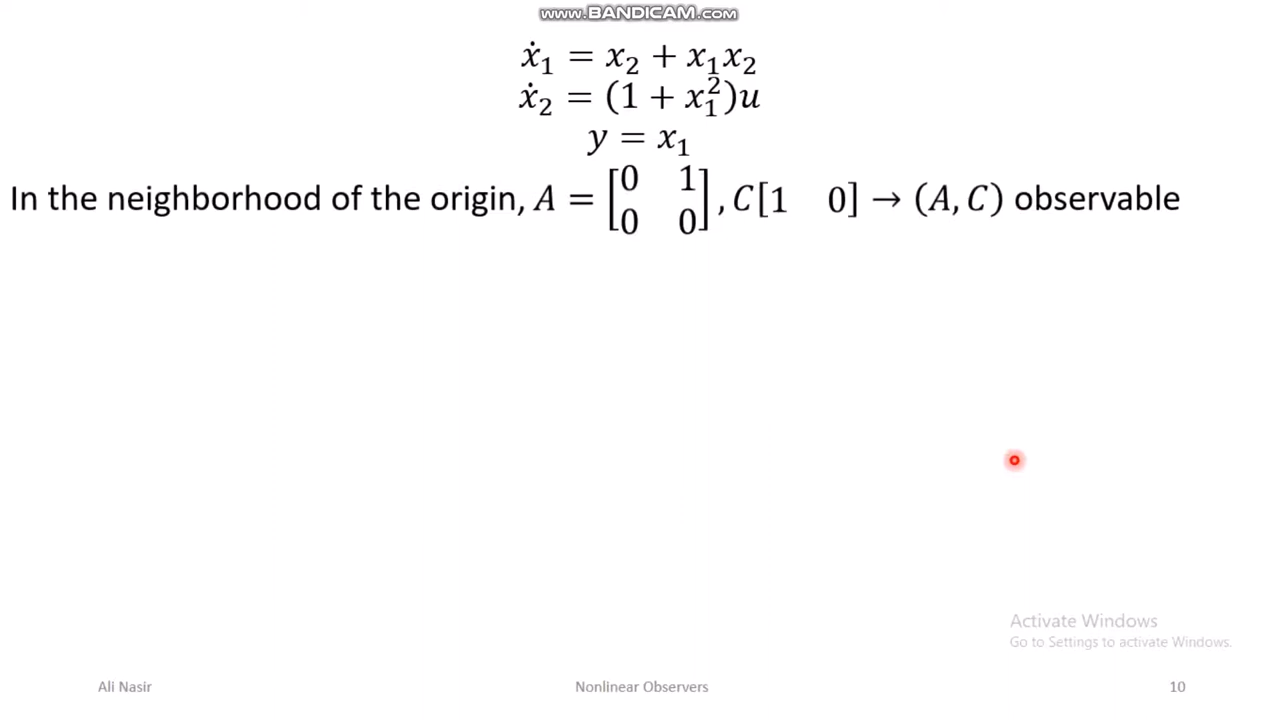 www.BANDICAM.com
ẋ₁ = x₂ + x₁x₂
ẋ₂ = (1 + x₁²)u
y = x₁
In the neighborhood of the origin, A = [0 1; 0 0], C[1 0] → (A, C) observable
Activate Windows
Go to Settings to activate Windows.
Ali Nasir Nonlinear Observers 10